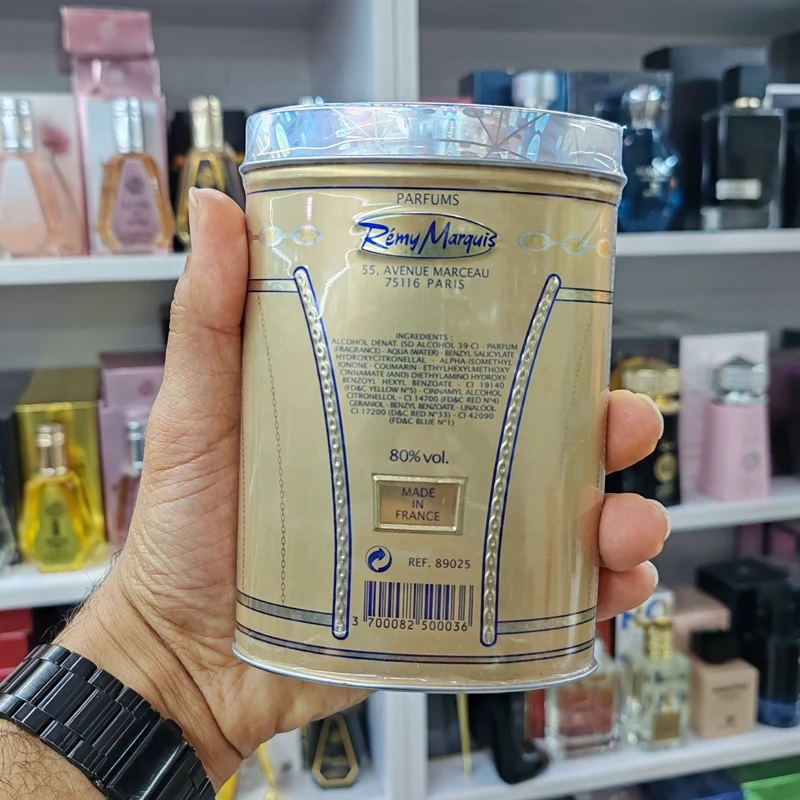 PARFUMS
Rémy Marquis
55, AVENUE MARCEAU
75116 PARIS
INGREDIENTS :
ALCOHOL DENAT. (SD ALCOHOL 39-C) - PARFUM
(FRAGRANCE) - AQUA (WATER) - BENZYL SALICYLATE
HYDROXYCITRONELLAL - ALPHA-ISOMETHYL
IONONE - COUMARIN - ETHYLHEXYLMETHOXY
CINNAMATE (AND) DIETHYLAMINO HYDROXY
BENZOYL HEXYL BENZOATE - CI 19140
(FD&C YELLOW N°5) - CINNAMYL ALCOHOL
CITRONELLOL - CI 14700 (FD&C RED N°4)
GERANIOL - BENZYL BENZOATE - LINALOOL
CI 17200 (D&C RED N°33) - CI 42090
(FD&C BLUE N°1)
80% vol.
MADE
IN
FRANCE
REF. 89025
3 700082 500036